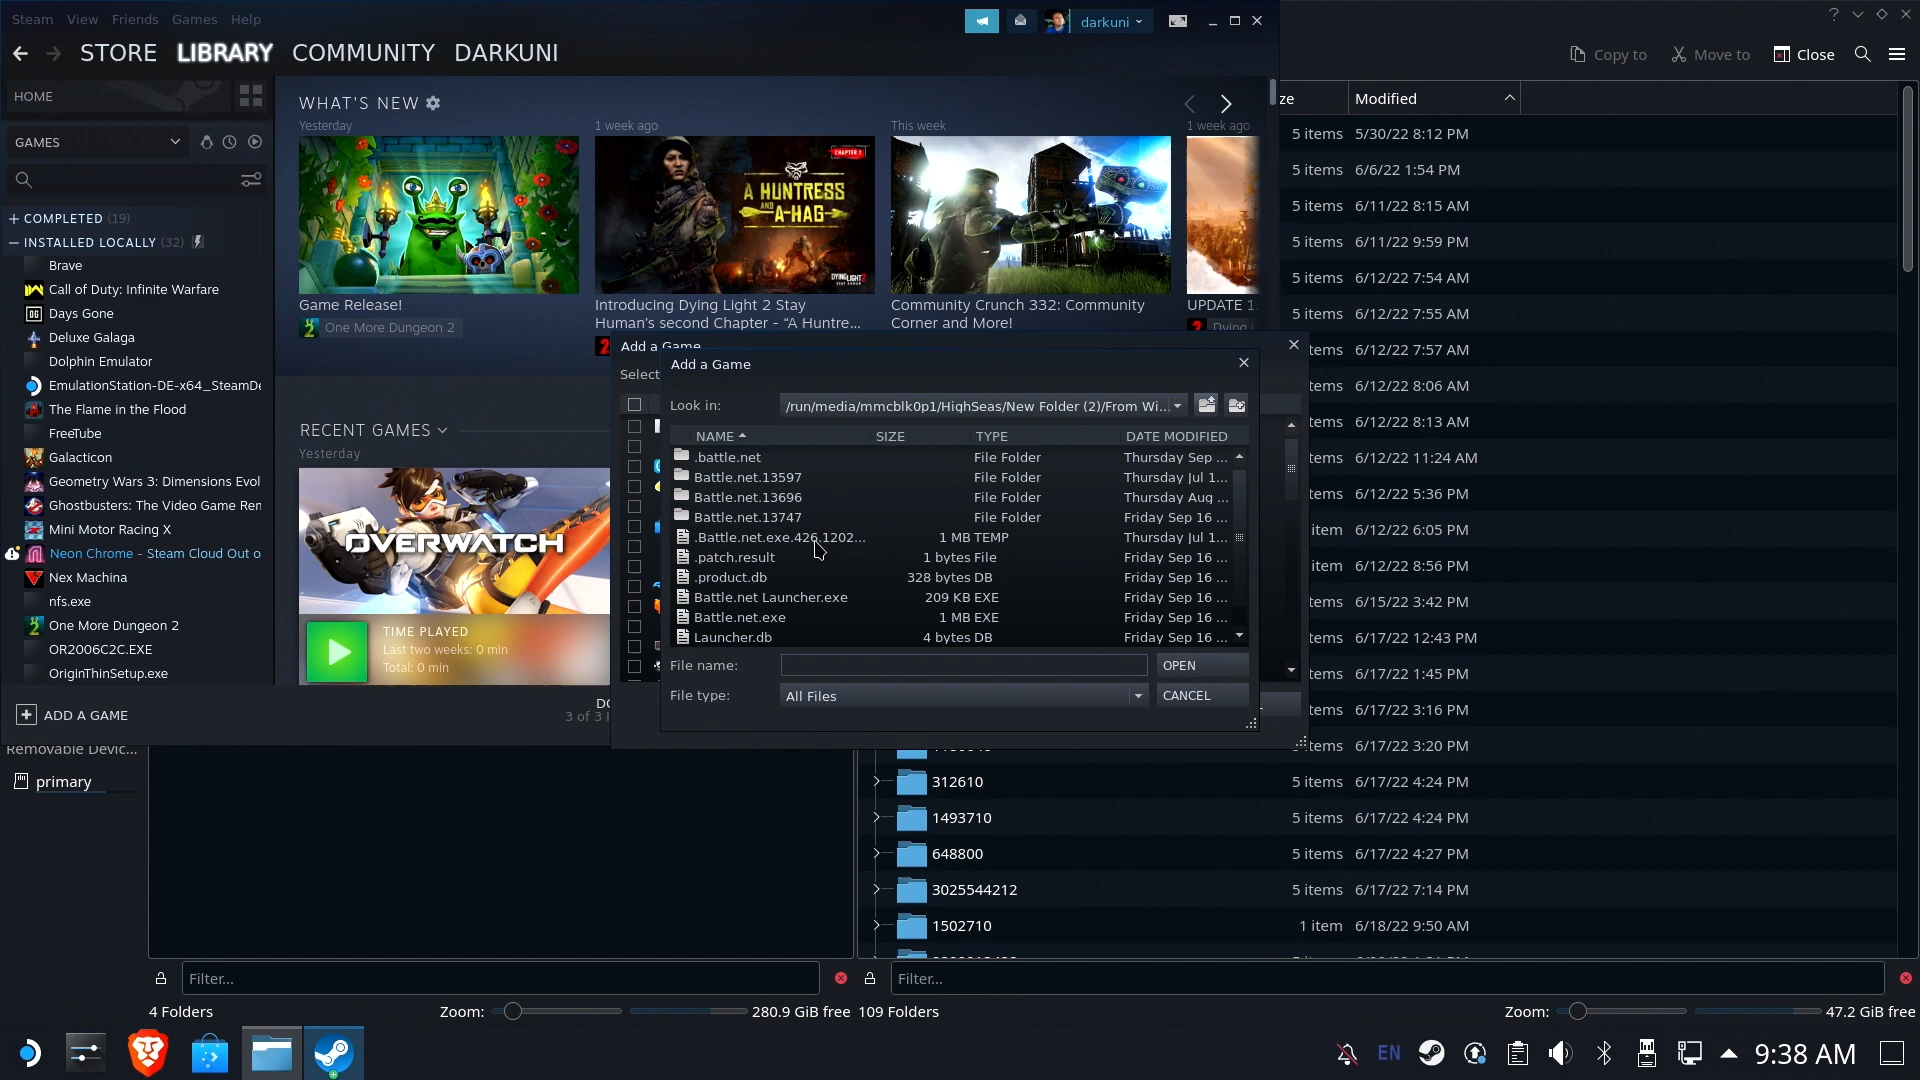 Steam View Friends Games Help
darkuni
STORE LIBRARY COMMUNITY DARKUNI
Copy to Move to Close
HOME
WHAT'S NEW
Yesterday
1 week ago
This week
1 week ago
GAMES
CHAPTER 2
A HUNTRESS
AND
A-HAG
DYING LIGHT 2
Game Release!
One More Dungeon 2
Introducing Dying Light 2 Stay
Human's second Chapter - “A Huntre...
Community Crunch 332: Community
Corner and More!
UPDATE 1.
Dying
+ COMPLETED (19)
− INSTALLED LOCALLY (32)
Brave
Call of Duty: Infinite Warfare
Days Gone
Deluxe Galaga
Dolphin Emulator
EmulationStation-DE-x64_SteamDe
The Flame in the Flood
FreeTube
Galacticon
Geometry Wars 3: Dimensions Evol
Ghostbusters: The Video Game Ren
Mini Motor Racing X
Neon Chrome - Steam Cloud Out o
Nex Machina
nfs.exe
One More Dungeon 2
OR2006C2C.EXE
OriginThinSetup.exe
ADD A GAME
RECENT GAMES
Yesterday
OVERWATCH
TIME PLAYED
Last two weeks: 0 min
Total: 0 min
3 of 3
Add a Game
Select
Add a Game
Look in: /run/media/mmcblk0p1/HighSeas/New Folder (2)/From Wi...
NAME SIZE TYPE DATE MODIFIED
.battle.net File Folder Thursday Sep ...
Battle.net.13597 File Folder Thursday Jul 1...
Battle.net.13696 File Folder Thursday Aug ...
Battle.net.13747 File Folder Friday Sep 16 ...
.Battle.net.exe.426.1202... 1 MB TEMP Thursday Jul 1...
.patch.result 1 bytes File Friday Sep 16 ...
.product.db 328 bytes DB Friday Sep 16 ...
Battle.net Launcher.exe 209 KB EXE Friday Sep 16 ...
Battle.net.exe 1 MB EXE Friday Sep 16 ...
Launcher.db 4 bytes DB Friday Sep 16 ...
File name: OPEN
File type: All Files CANCEL
ze Modified
5 items 5/30/22 8:12 PM
5 items 6/6/22 1:54 PM
5 items 6/11/22 8:15 AM
5 items 6/11/22 9:59 PM
5 items 6/12/22 7:54 AM
5 items 6/12/22 7:55 AM
tems 6/12/22 7:57 AM
tems 6/12/22 8:06 AM
tems 6/12/22 8:13 AM
tems 6/12/22 11:24 AM
tems 6/12/22 5:36 PM
item 6/12/22 6:05 PM
item 6/12/22 8:56 PM
tems 6/15/22 3:42 PM
tems 6/17/22 12:43 PM
tems 6/17/22 1:45 PM
tems 6/17/22 3:16 PM
tems 6/17/22 3:20 PM
312610 5 items 6/17/22 4:24 PM
1493710 5 items 6/17/22 4:24 PM
648800 5 items 6/17/22 4:27 PM
3025544212 5 items 6/17/22 7:14 PM
1502710 1 item 6/18/22 9:50 AM
Removable Devic...
primary
Filter...
Filter...
4 Folders Zoom: 280.9 GiB free
109 Folders Zoom: 47.2 GiB free
EN
9:38 AM